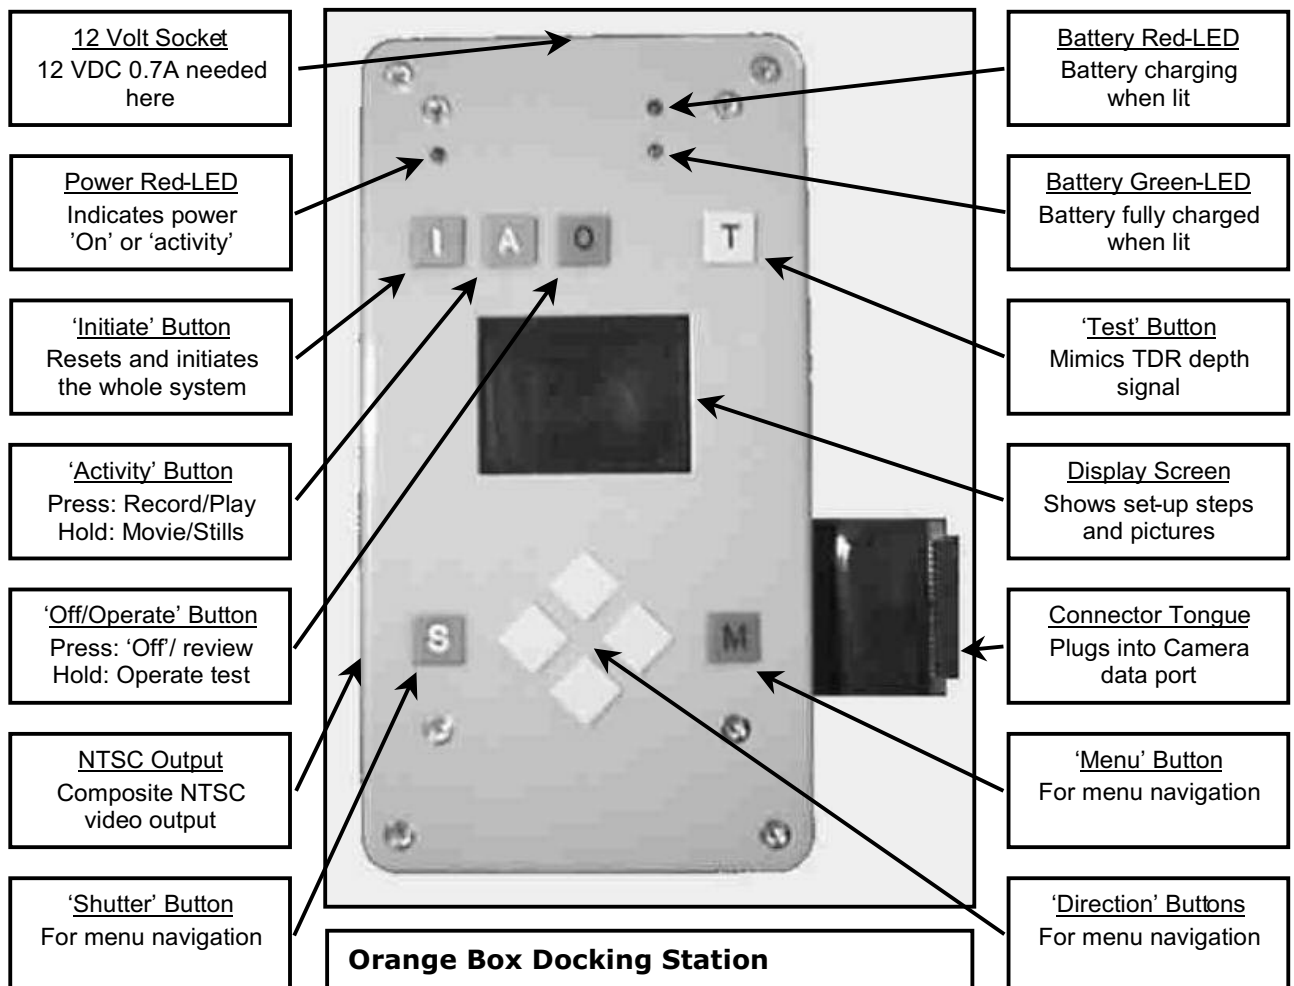 12 Volt Socket
12 VDC 0.7A needed
here
Power Red-LED
Indicates power
’On’ or ‘activity’
‘Initiate’ Button
Resets and initiates
the whole system
‘Activity’ Button
Press: Record/Play
Hold: Movie/Stills
‘Off/Operate’ Button
Press: ‘Off’/ review
Hold: Operate test
NTSC Output
Composite NTSC
video output
‘Shutter’ Button
For menu navigation
I A O T
S M
Orange Box Docking Station
Battery Red-LED
Battery charging
when lit
Battery Green-LED
Battery fully charged
when lit
‘Test’ Button
Mimics TDR depth
signal
Display Screen
Shows set-up steps
and pictures
Connector Tongue
Plugs into Camera
data port
‘Menu’ Button
For menu navigation
‘Direction’ Buttons
For menu navigation